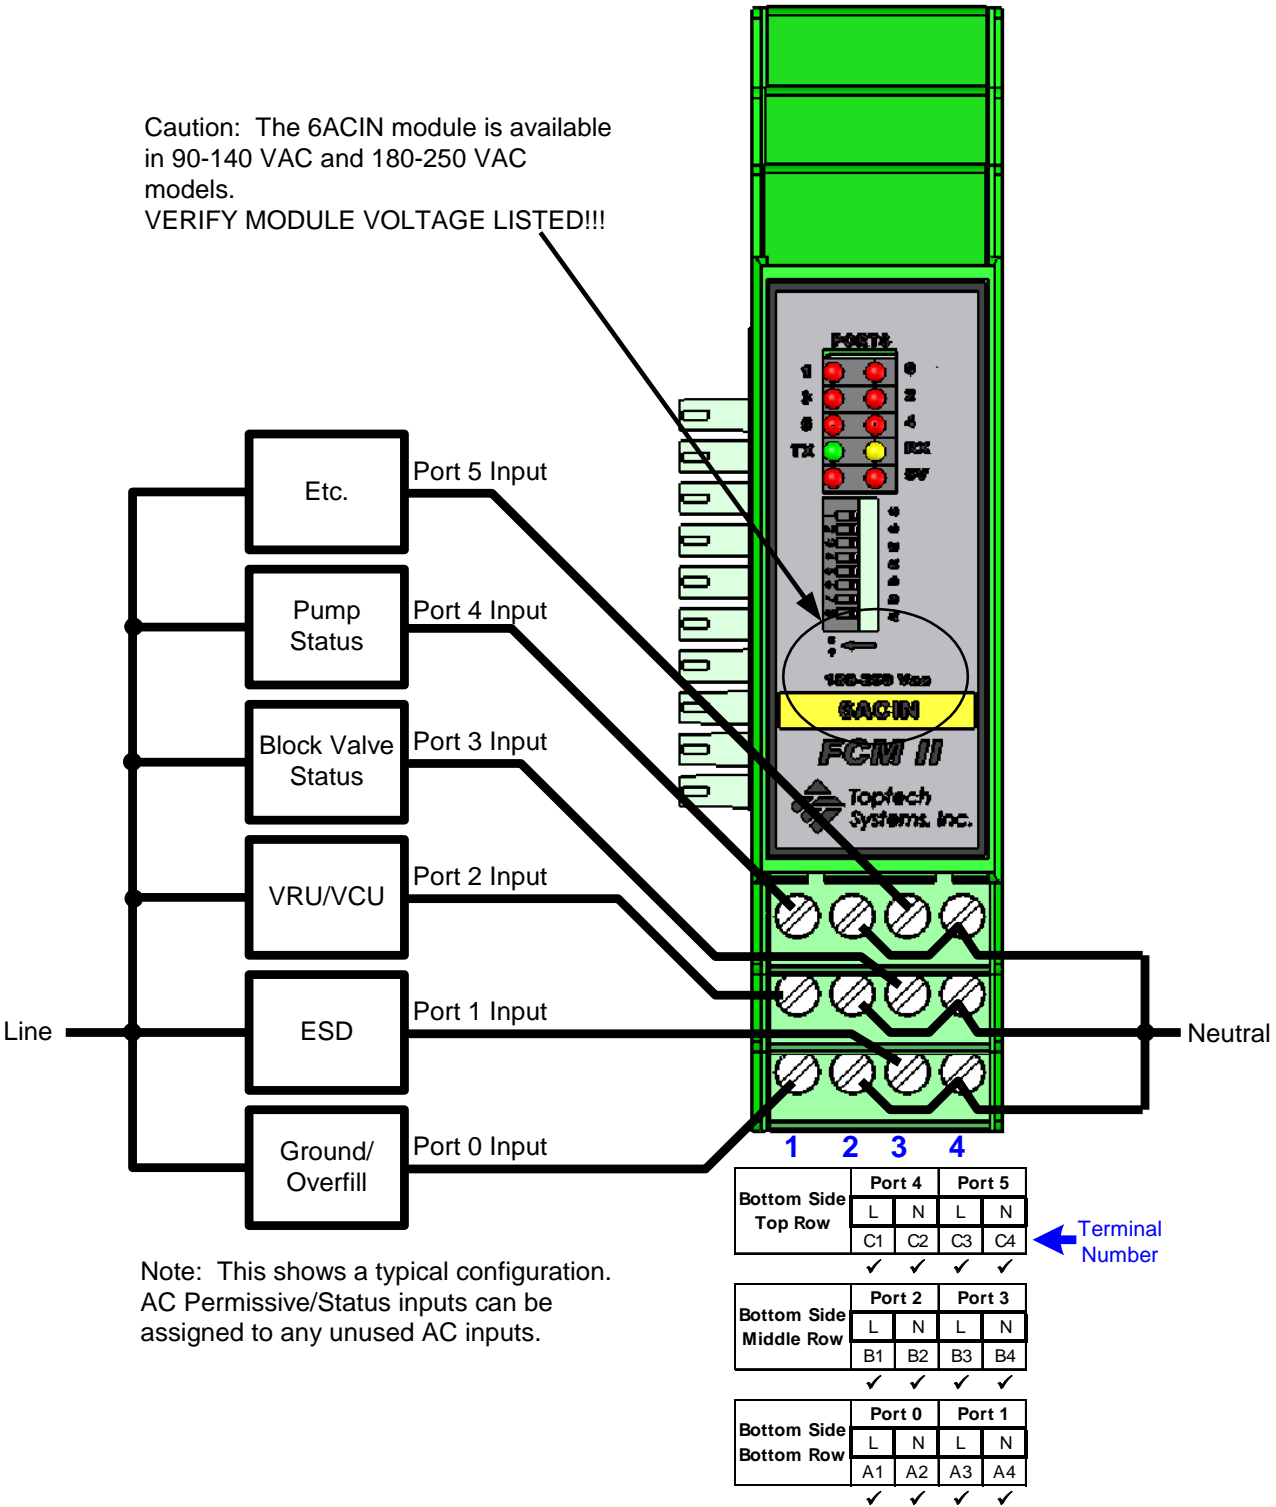 Caution: The 6ACIN module is available
in 90-140 VAC and 180-250 VAC
models.
VERIFY MODULE VOLTAGE LISTED!!!
PORTS
1
2
4
TX
RX
5V
6ACIN
FCM II
Toptech
Systems, Inc.
Etc.
Port 5 Input
Pump
Status
Port 4 Input
Block Valve
Status
Port 3 Input
VRU/VCU
Port 2 Input
Line
ESD
Port 1 Input
Neutral
Ground/
Overfill
Port 0 Input
1 2 3 4
Bottom Side
Top Row
Port 4 Port 5
L N L N
C1 C2 C3 C4
✓ ✓ ✓ ✓
Terminal
Number
Note: This shows a typical configuration.
AC Permissive/Status inputs can be
assigned to any unused AC inputs.
Bottom Side
Middle Row
Port 2 Port 3
L N L N
B1 B2 B3 B4
✓ ✓ ✓ ✓
Bottom Side
Bottom Row
Port 0 Port 1
L N L N
A1 A2 A3 A4
✓ ✓ ✓ ✓